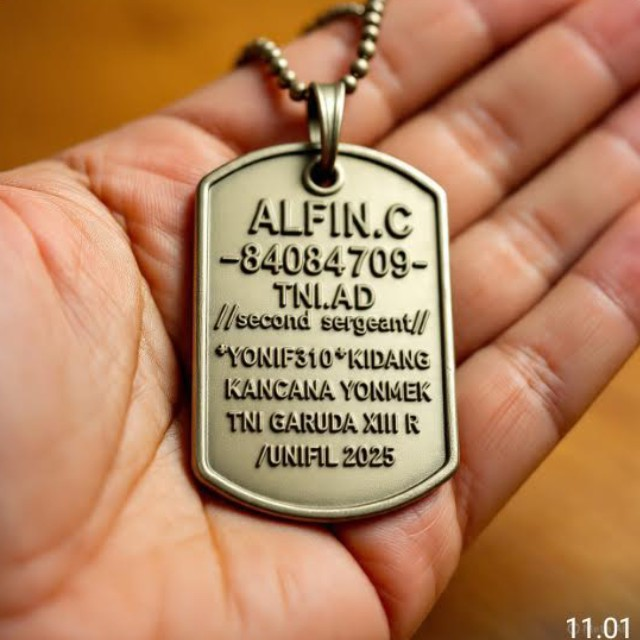 ALFIN.C
-84084709-
TNI.AD
//second sergeant//
*YONIF310*KIDANG
KANCANA YONMEK
TNI GARUDA XIII R
/UNIFIL 2025
11.01